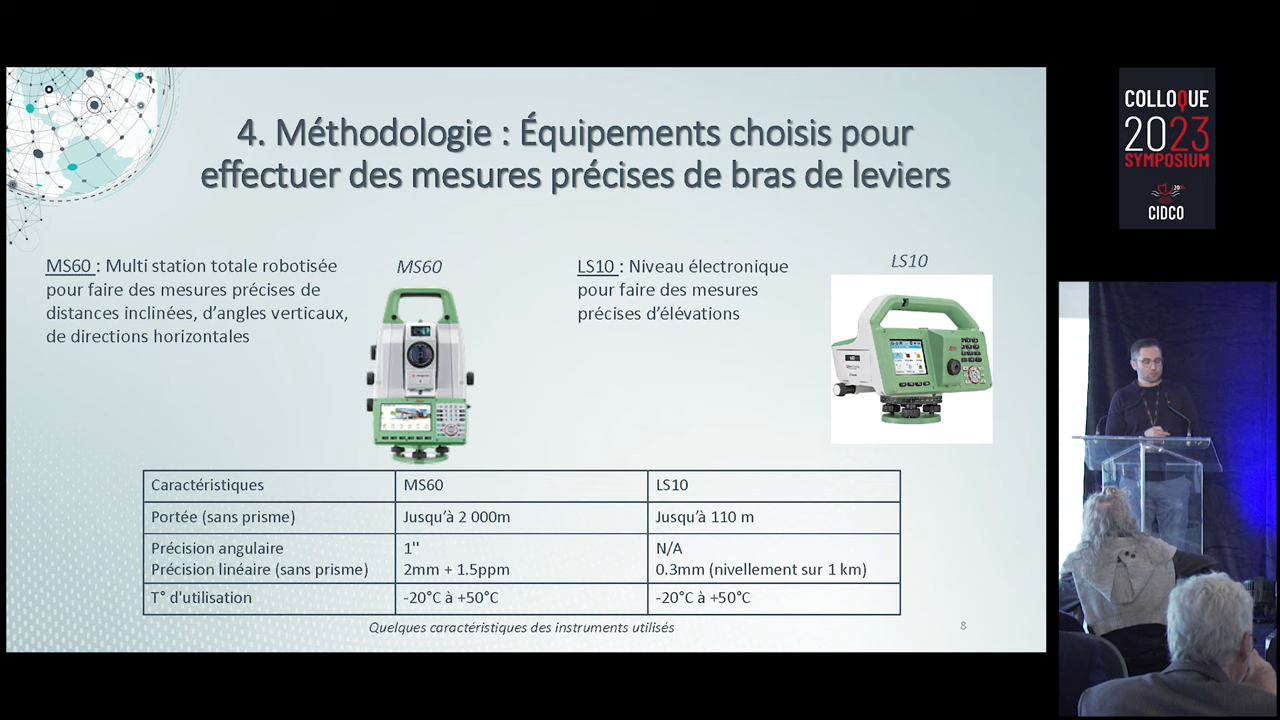 4. Méthodologie : Équipements choisis pour
effectuer des mesures précises de bras de leviers
MS60 : Multi station totale robotisée
pour faire des mesures précises de
distances inclinées, d'angles verticaux,
de directions horizontales
MS60
LS10 : Niveau électronique
pour faire des mesures
précises d'élévations
LS10
Caractéristiques MS60 LS10
Portée (sans prisme) Jusqu'à 2 000m Jusqu'à 110 m
Précision angulaire 1'' N/A
Précision linéaire (sans prisme) 2mm + 1.5ppm 0.3mm (nivellement sur 1 km)
T° d'utilisation -20°C à +50°C -20°C à +50°C
Quelques caractéristiques des instruments utilisés
8
COLLOQUE
2023
SYMPOSIUM
CIDCO